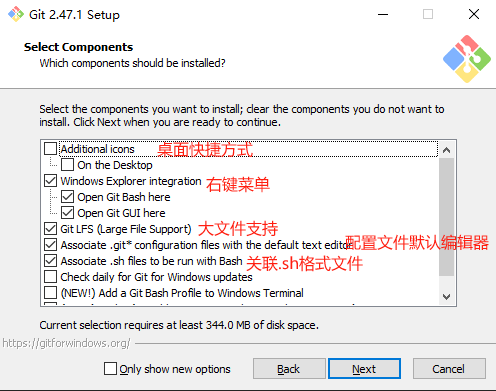 Git 2.47.1 Setup
Select Components
Which components should be installed?
Select the components you want to install; clear the components you do not want to
install. Click Next when you are ready to continue.
Additional icons 桌面快捷方式
On the Desktop
Windows Explorer integration 右键菜单
Open Git Bash here
Open Git GUI here
Git LFS (Large File Support) 大文件支持
Associate .git* configuration files with the default text editor 配置文件默认编辑器
Associate .sh files to be run with Bash 关联.sh格式文件
Check daily for Git for Windows updates
(NEW!) Add a Git Bash Profile to Windows Terminal
Current selection requires at least 344.0 MB of disk space.
https://gitforwindows.org/
Only show new options Back Next Cancel